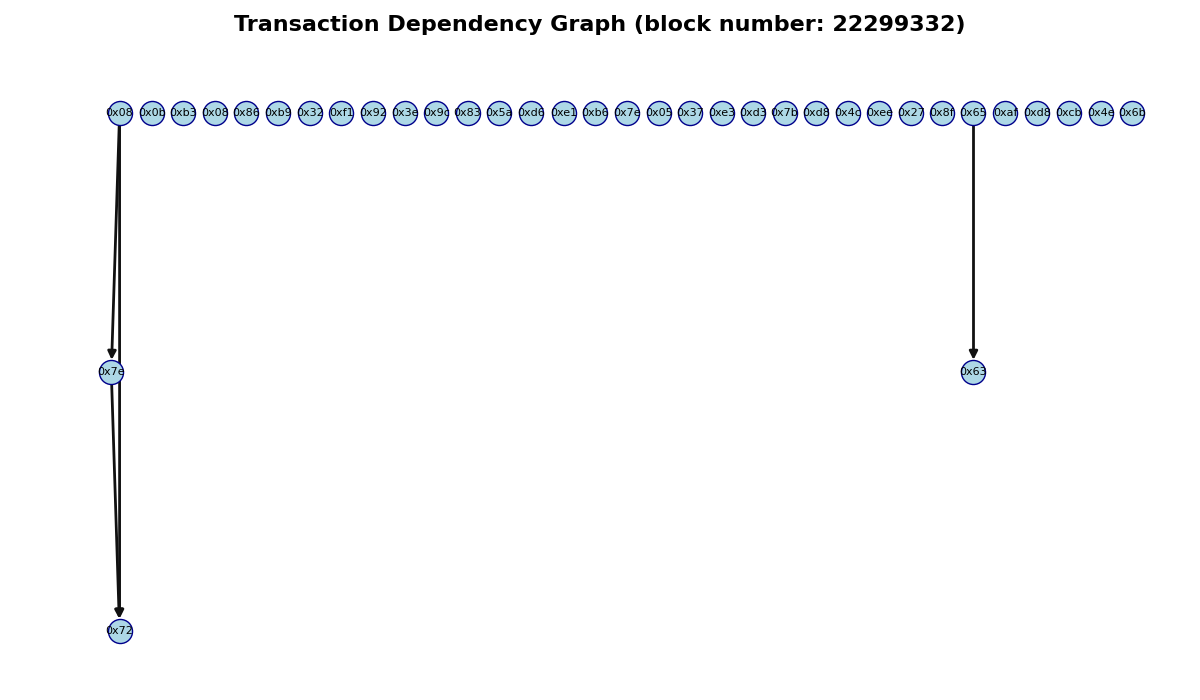 Transaction Dependency Graph (block number: 22299332)
0x08 0x0b 0xb3 0x08 0x86 0xb9 0x32 0xf1 0x92 0x3e 0x9c 0x83 0x5a 0xd6 0xe1 0xb6 0x7e 0x05 0x37 0xe3 0xd3 0x7b 0xd8 0x4c 0xee 0x27 0x8f 0x65 0xaf 0xd8 0xcb 0x4e 0x6b
0x7e 0x63
0x72